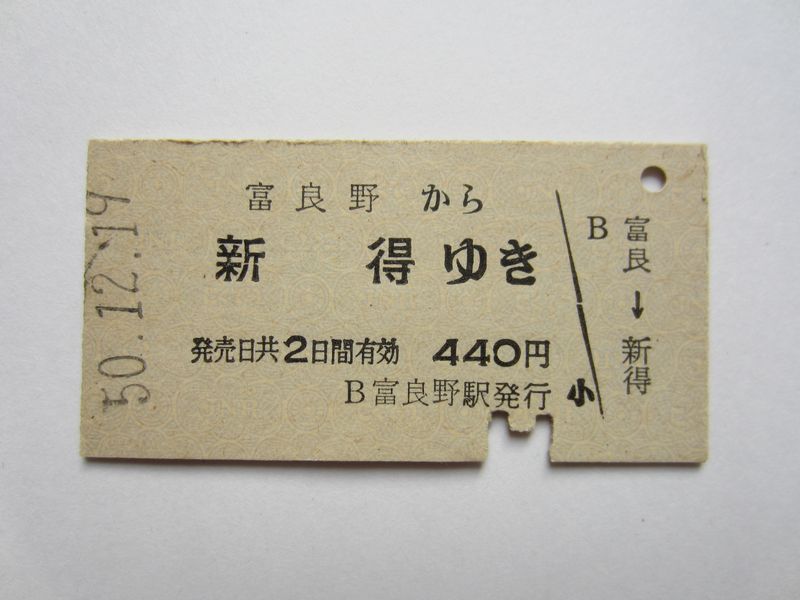 50.12.19
富良野 から
新 得 ゆき
発売日共2日間有効 440円
B富良野駅発行
小
B
富良→新得